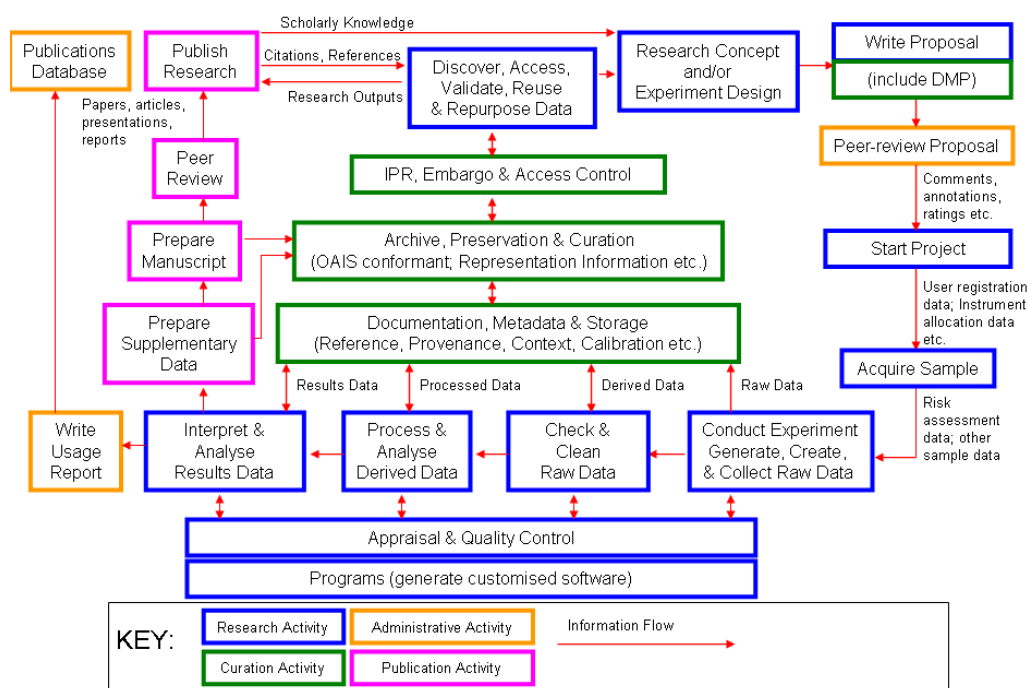 Scholarly Knowledge
Publications
Database
Publish
Research
Citations, References
Research Outputs
Discover, Access,
Validate, Reuse
& Repurpose Data
Research Concept
and/or
Experiment Design
Write Proposal
(include DMP)
Papers, articles,
presentations,
reports
Peer-review Proposal
Peer
Review
IPR, Embargo & Access Control
Comments,
annotations,
ratings etc.
Prepare
Manuscript
Archive, Preservation & Curation
(OAIS conformant; Representation Information etc.)
Start Project
User registration
data; Instrument
allocation data
etc.
Prepare
Supplementary
Data
Documentation, Metadata & Storage
(Reference, Provenance, Context, Calibration etc.)
Acquire Sample
Results Data
Processed Data
Derived Data
Raw Data
Risk
assessment
data; other
sample data
Write
Usage
Report
Interpret &
Analyse
Results Data
Process &
Analyse
Derived Data
Check &
Clean
Raw Data
Conduct Experiment
Generate, Create,
& Collect Raw Data
Appraisal & Quality Control
Programs (generate customised software)
KEY:
Research Activity
Administrative Activity
Information Flow
Curation Activity
Publication Activity